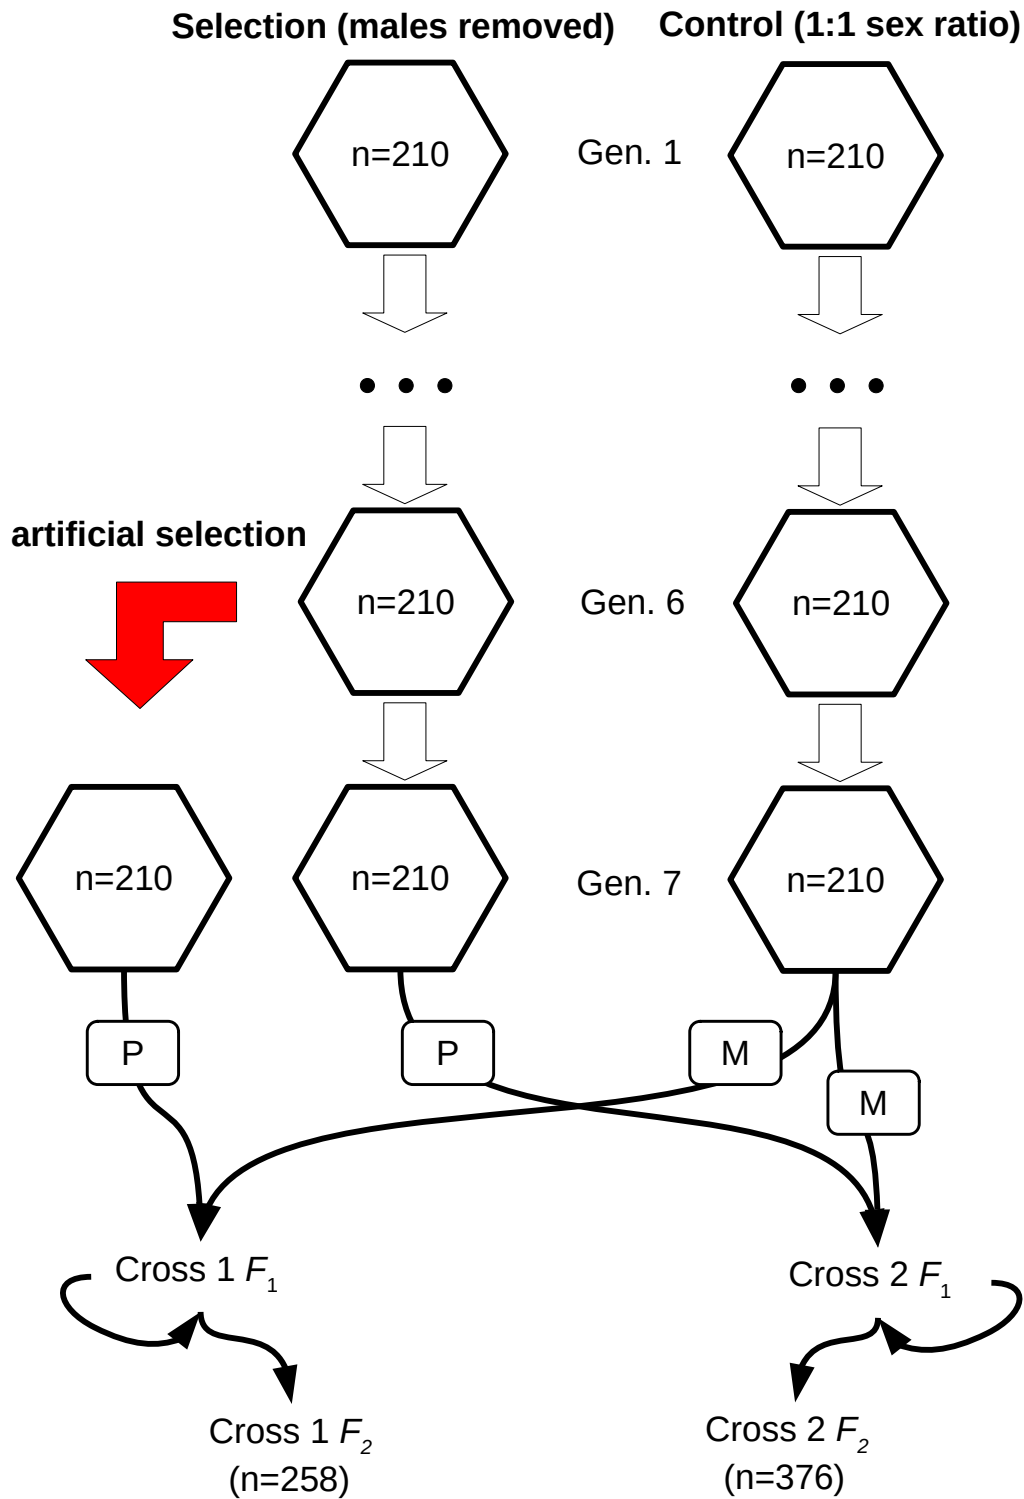 Selection (males removed) Control (1:1 sex ratio)
n=210 Gen. 1 n=210
• • • • • •
artificial selection
n=210 Gen. 6 n=210
n=210 n=210 Gen. 7 n=210
P P M
M
Cross 1 F1 Cross 2 F1
Cross 1 F2 Cross 2 F2
(n=258) (n=376)